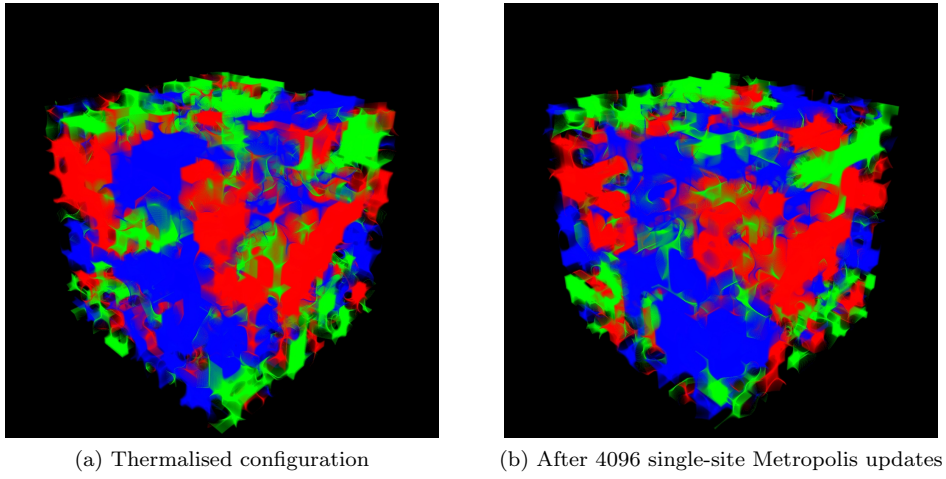 (a) Thermalised configuration
(b) After 4096 single-site Metropolis updates